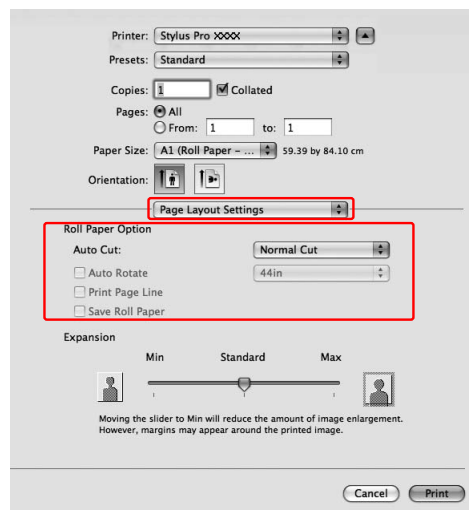 Printer: Stylus Pro XXXX
Presets: Standard
Copies: 1 Collated
Pages: All
From: 1 to: 1
Paper Size: A1 (Roll Paper – ... 59.39 by 84.10 cm
Orientation:
Page Layout Settings
Roll Paper Option
Auto Cut: Normal Cut
Auto Rotate 44in
Print Page Line
Save Roll Paper
Expansion
Min Standard Max
Moving the slider to Min will reduce the amount of image enlargement.
However, margins may appear around the printed image.
Cancel Print